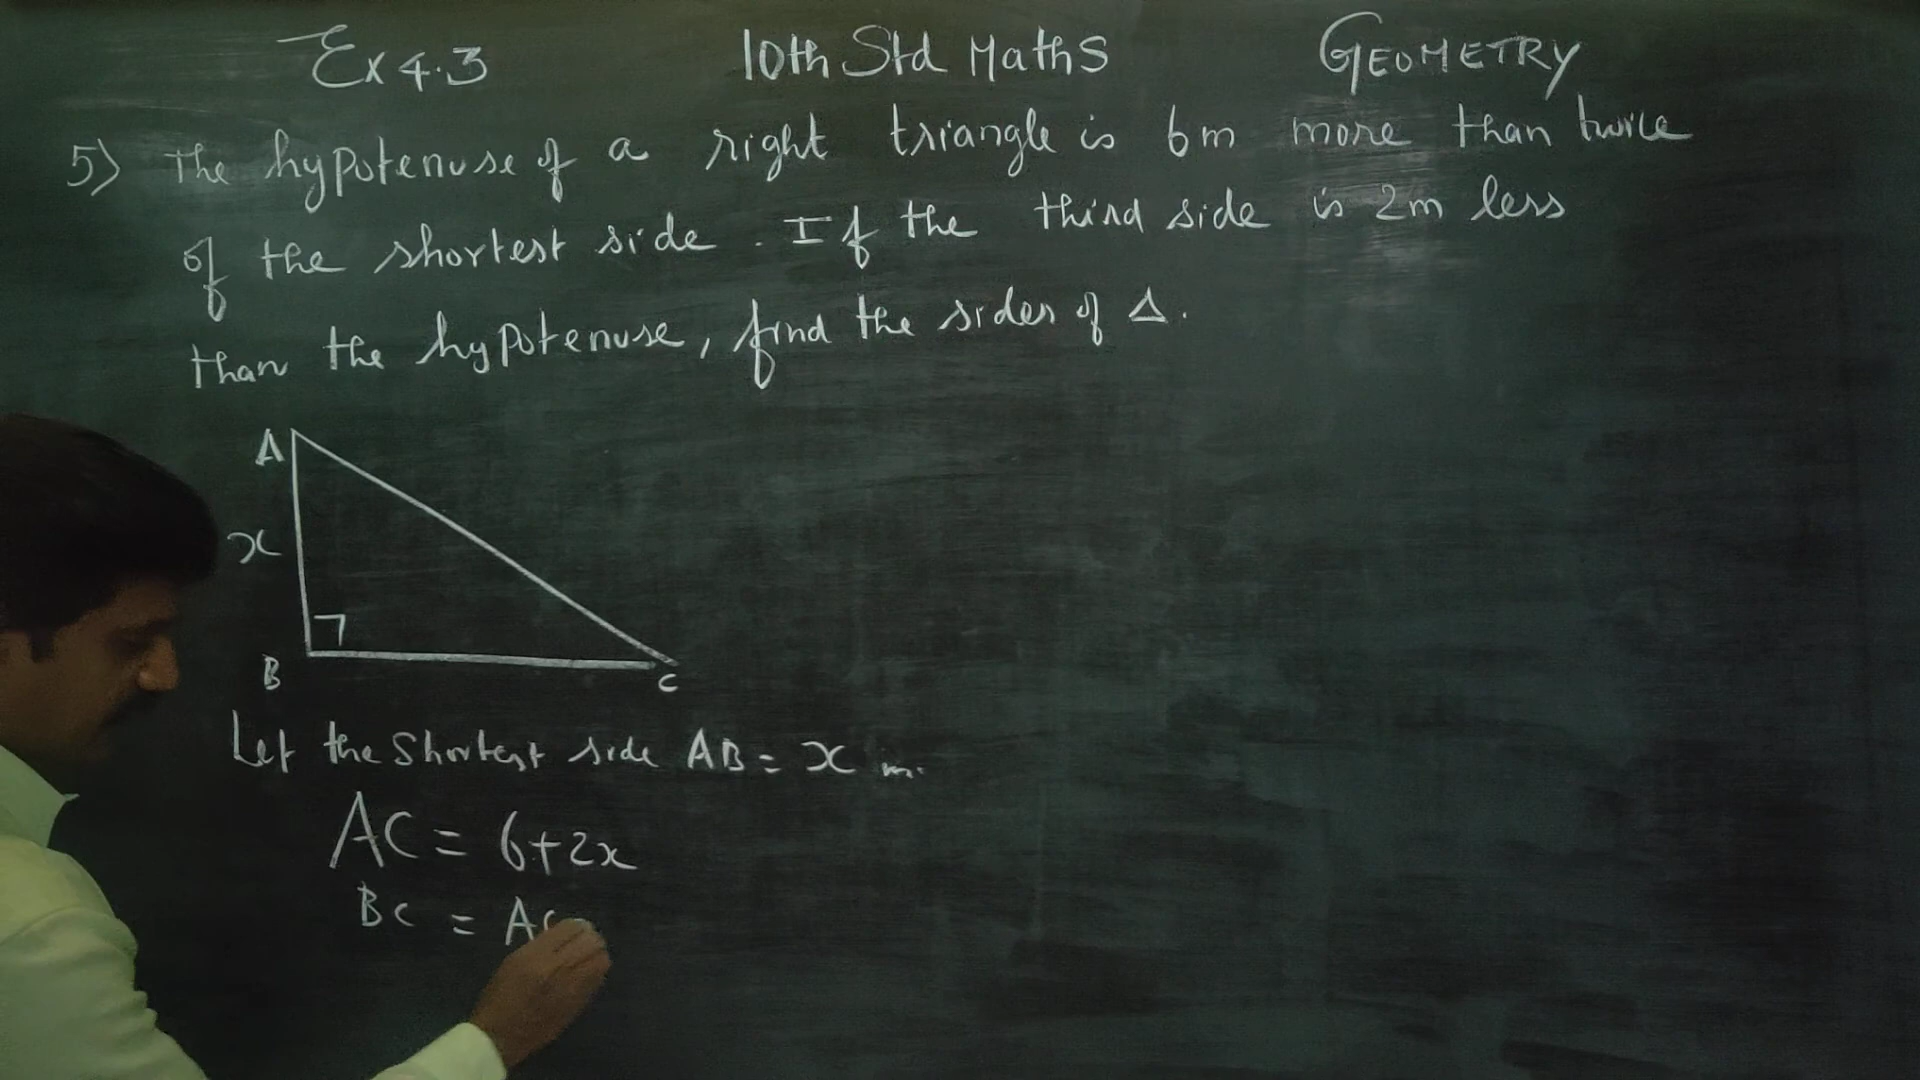 Ex 4.3 10th Std Maths GEOMETRY
5) The hypotenuse of a right triangle is 6m more than twice
of the shortest side. If the third side is 2m less
than the hypotenuse, find the sides of Δ.
A
x
B C
Let the Shortest side AB = x m.
AC = 6+2x
BC = AC